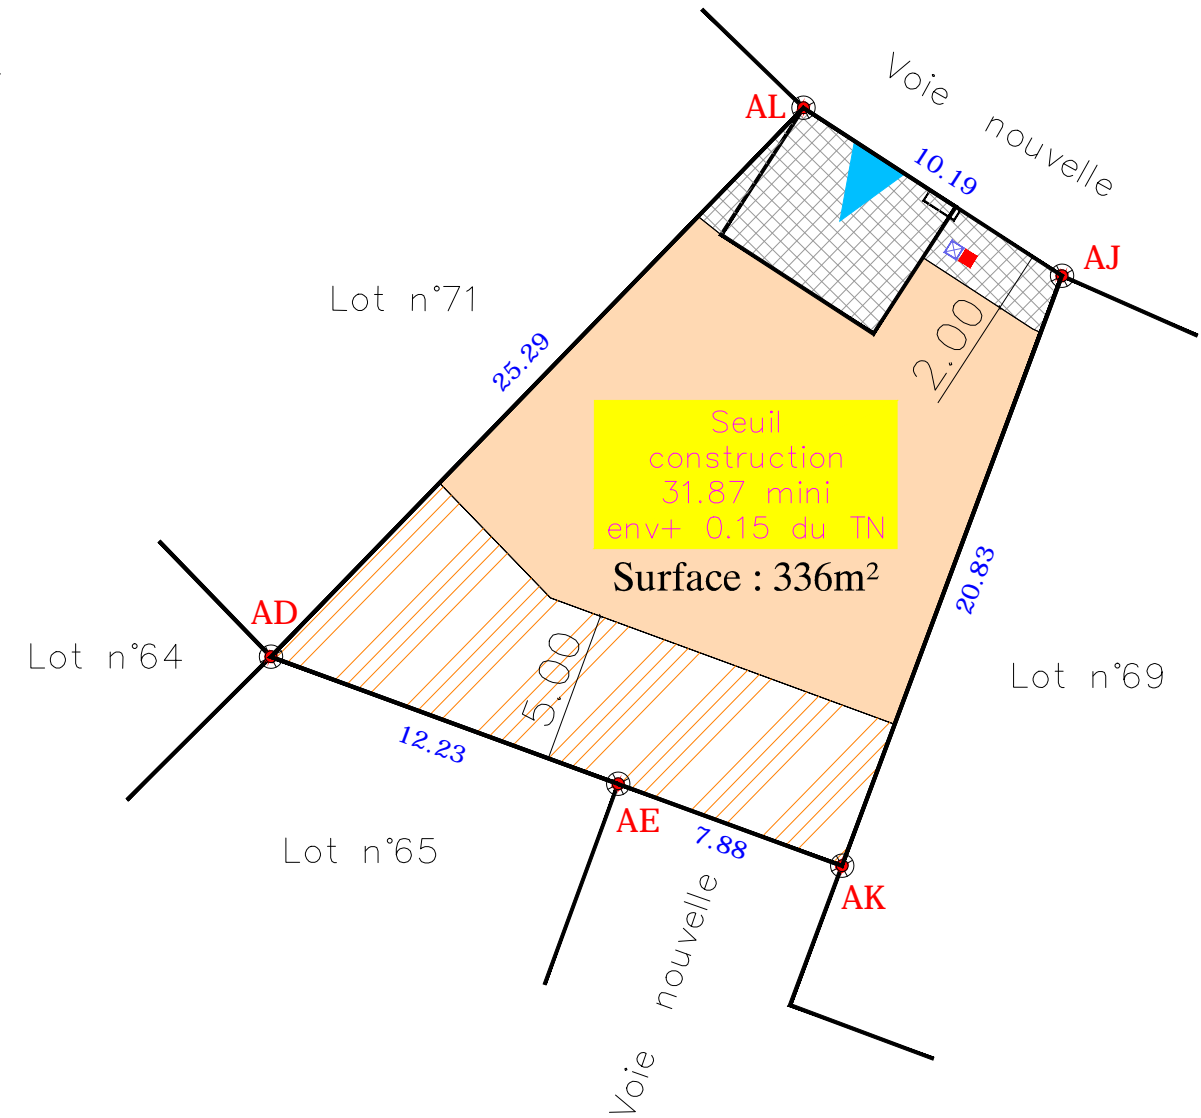 Voie nouvelle
AL
10.19
AJ
Lot n°71
25.29
2.00
Seuil
construction
31.87 mini
env+ 0.15 du TN
Surface : 336m²
20.83
AD
Lot n°64
5.00
Lot n°69
12.23
AE
7.88
Lot n°65
AK
Voie nouvelle